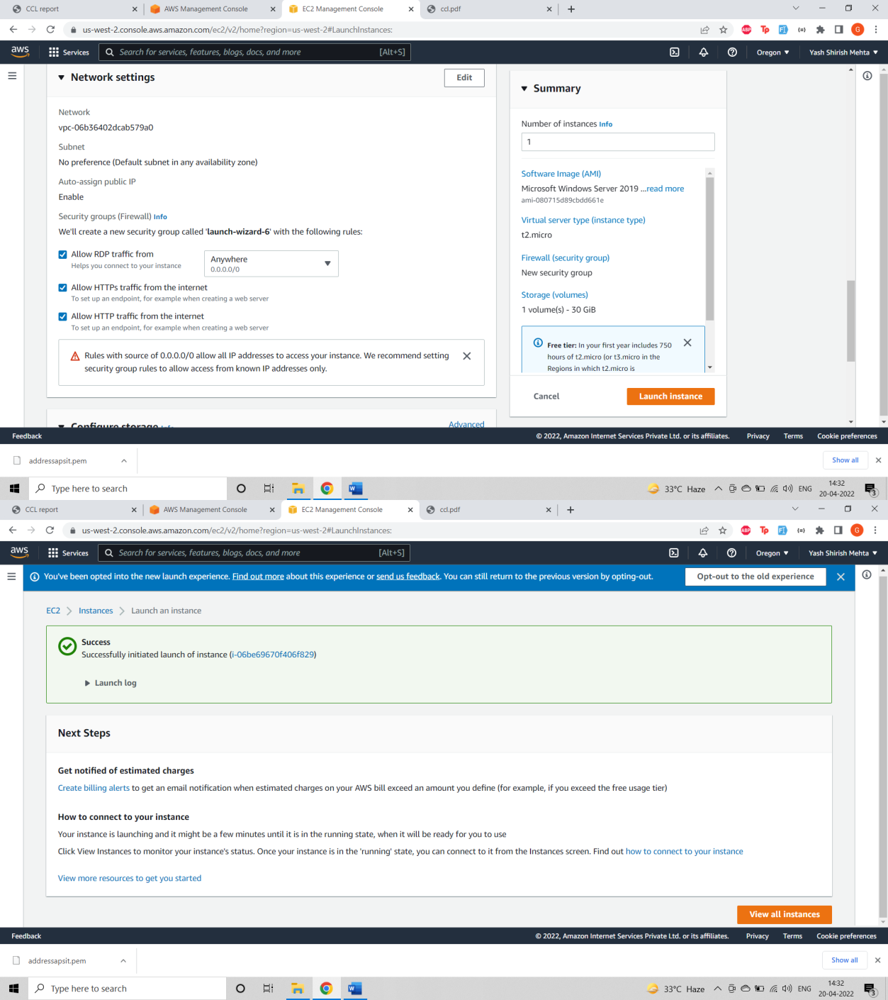 CCL report
AWS Management Console
EC2 Management Console
ccl.pdf
us-west-2.console.aws.amazon.com/ec2/v2/home?region=us-west-2#LaunchInstances:
aws
Services
Search for services, features, blogs, docs, and more
[Alt+S]
Oregon
Yash Shirish Mehta
Network settings
Edit
Network
vpc-06b36402dcab579a0
Subnet
No preference (Default subnet in any availability zone)
Auto-assign public IP
Enable
Security groups (Firewall) Info
We'll create a new security group called 'launch-wizard-6' with the following rules:
Allow RDP traffic from
Helps you connect to your instance
Anywhere
0.0.0.0/0
Allow HTTPs traffic from the internet
To set up an endpoint, for example when creating a web server
Allow HTTP traffic from the internet
To set up an endpoint, for example when creating a web server
Rules with source of 0.0.0.0/0 allow all IP addresses to access your instance. We recommend setting
security group rules to allow access from known IP addresses only.
Configure storage Info
Advanced
Summary
Number of instances Info
1
Software Image (AMI)
Microsoft Windows Server 2019 ...read more
ami-080715d89cbdd661e
Virtual server type (instance type)
t2.micro
Firewall (security group)
New security group
Storage (volumes)
1 volume(s) - 30 GiB
Free tier: In your first year includes 750
hours of t2.micro (or t3.micro in the
Regions in which t2.micro is
Cancel
Launch instance
Feedback
© 2022, Amazon Internet Services Private Ltd. or its affiliates.
Privacy
Terms
Cookie preferences
addressapsit.pem
Show all
Type here to search
33°C Haze
ENG
14:32
20-04-2022
3
CCL report
AWS Management Console
EC2 Management Console
ccl.pdf
us-west-2.console.aws.amazon.com/ec2/v2/home?region=us-west-2#LaunchInstances:
aws
Services
Search for services, features, blogs, docs, and more
[Alt+S]
Oregon
Yash Shirish Mehta
You've been opted into the new launch experience. Find out more about this experience or send us feedback. You can still return to the previous version by opting-out.
Opt-out to the old experience
EC2
Instances
Launch an instance
Success
Successfully initiated launch of instance (i-06be69670f406f829)
Launch log
Next Steps
Get notified of estimated charges
Create billing alerts to get an email notification when estimated charges on your AWS bill exceed an amount you define (for example, if you exceed the free usage tier)
How to connect to your instance
Your instance is launching and it might be a few minutes until it is in the running state, when it will be ready for you to use
Click View Instances to monitor your instance's status. Once your instance is in the 'running' state, you can connect to it from the Instances screen. Find out how to connect to your instance
View more resources to get you started
View all instances
Feedback
© 2022, Amazon Internet Services Private Ltd. or its affiliates.
Privacy
Terms
Cookie preferences
addressapsit.pem
Show all
Type here to search
33°C Haze
ENG
14:32
20-04-2022
3